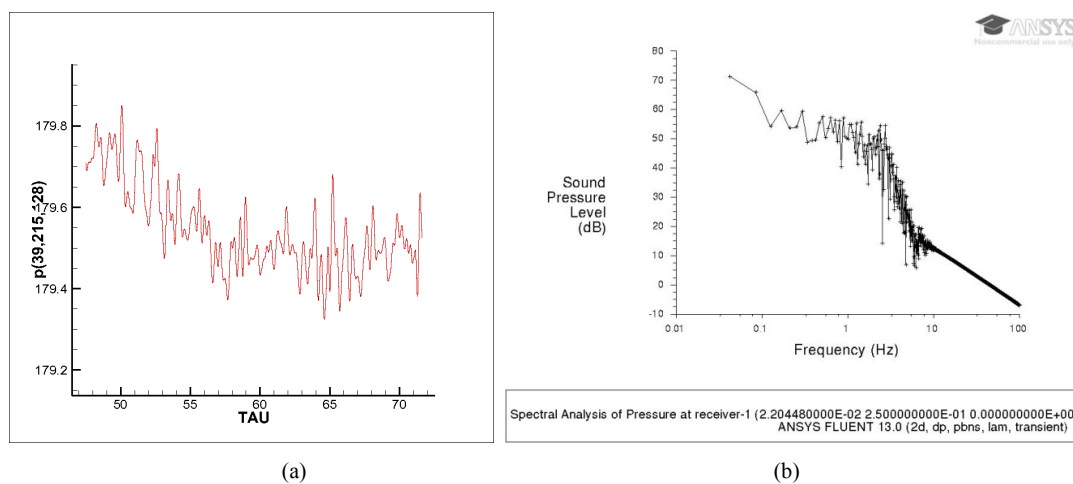 p(39,215,128)
179.8
179.6
179.4
179.2
50
55
60
65
70
TAU
(a)
ANSYS
Noncommercial use only
80
70
60
50
40
30
20
10
0
-10
Sound
Pressure
Level
(dB)
0.01
0.1
1
10
100
Frequency (Hz)
Spectral Analysis of Pressure at receiver-1 (2.204480000E-02 2.500000000E-01 0.000000000E+00
ANSYS FLUENT 13.0 (2d, dp, pbns, lam, transient)
(b)